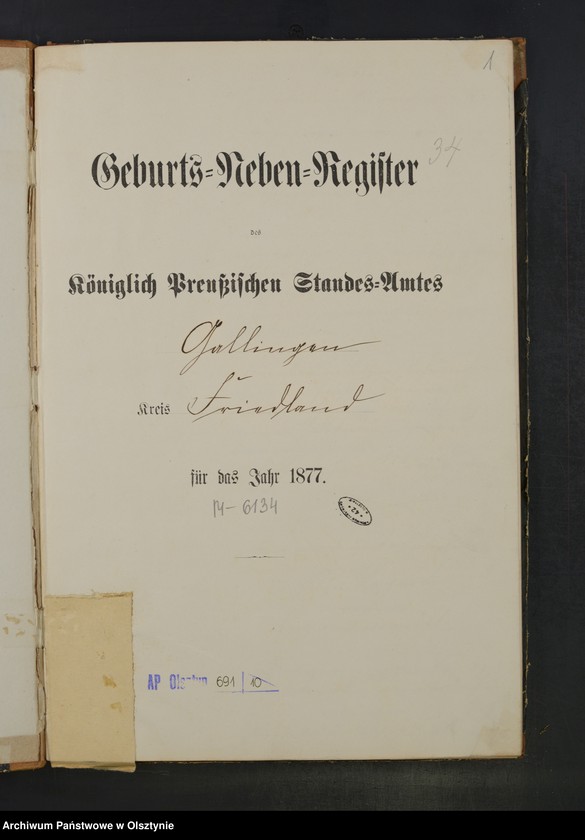 1
34
Geburts=Neben=Register
des
Königlich Preußischen Standes=Amtes
Gallingen
Kreis Friedland
für das Jahr 1877.
M-6134
AP Olsztyn 691 | 10
Archiwum Państwowe w Olsztynie